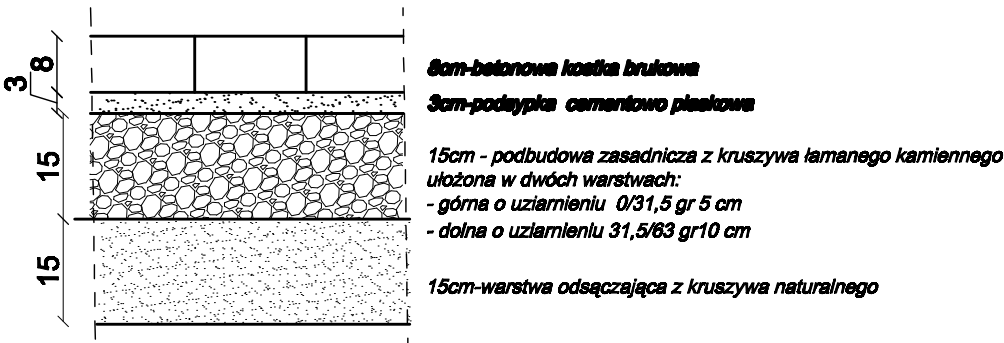 8
3
15
15
8cm-betonowa kostka brukowa
3cm-podsypka cementowo piaskowa
15cm - podbudowa zasadnicza z kruszywa łamanego kamiennego
ułożona w dwóch warstwach:
- górna o uziarnieniu 0/31,5 gr 5 cm
- dolna o uziarnieniu 31,5/63 gr10 cm
15cm-warstwa odsączająca z kruszywa naturalnego